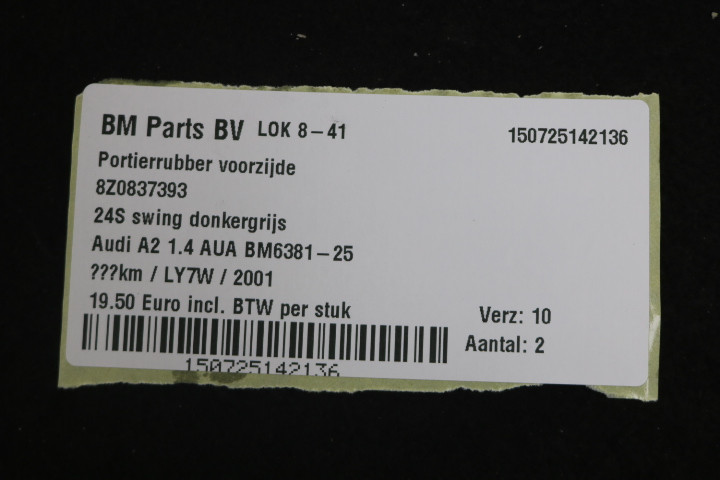 BM Parts BV LOK 8-41 150725142136
Portierrubber voorzijde
8Z0837393
24S swing donkergrijs
Audi A2 1.4 AUA BM6381-25
???km / LY7W / 2001
19.50 Euro incl. BTW per stuk
Verz: 10
Aantal: 2
150725142136